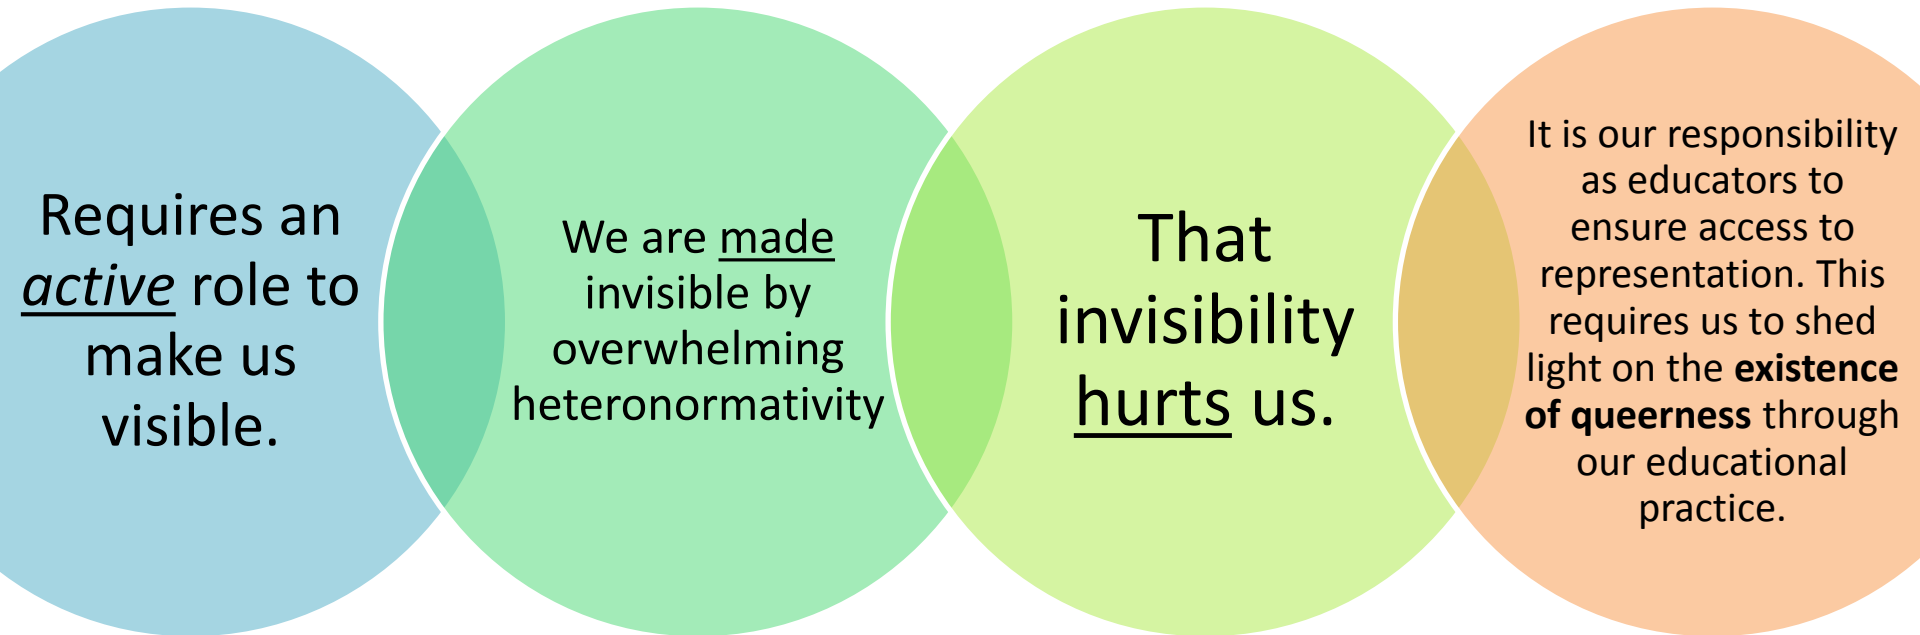 Requires an
active role to
make us
visible.
We are made
invisible by
overwhelming
heteronormativity
That
invisibility
hurts us.
It is our responsibility
as educators to
ensure access to
representation. This
requires us to shed
light on the existence
of queerness through
our educational
practice.